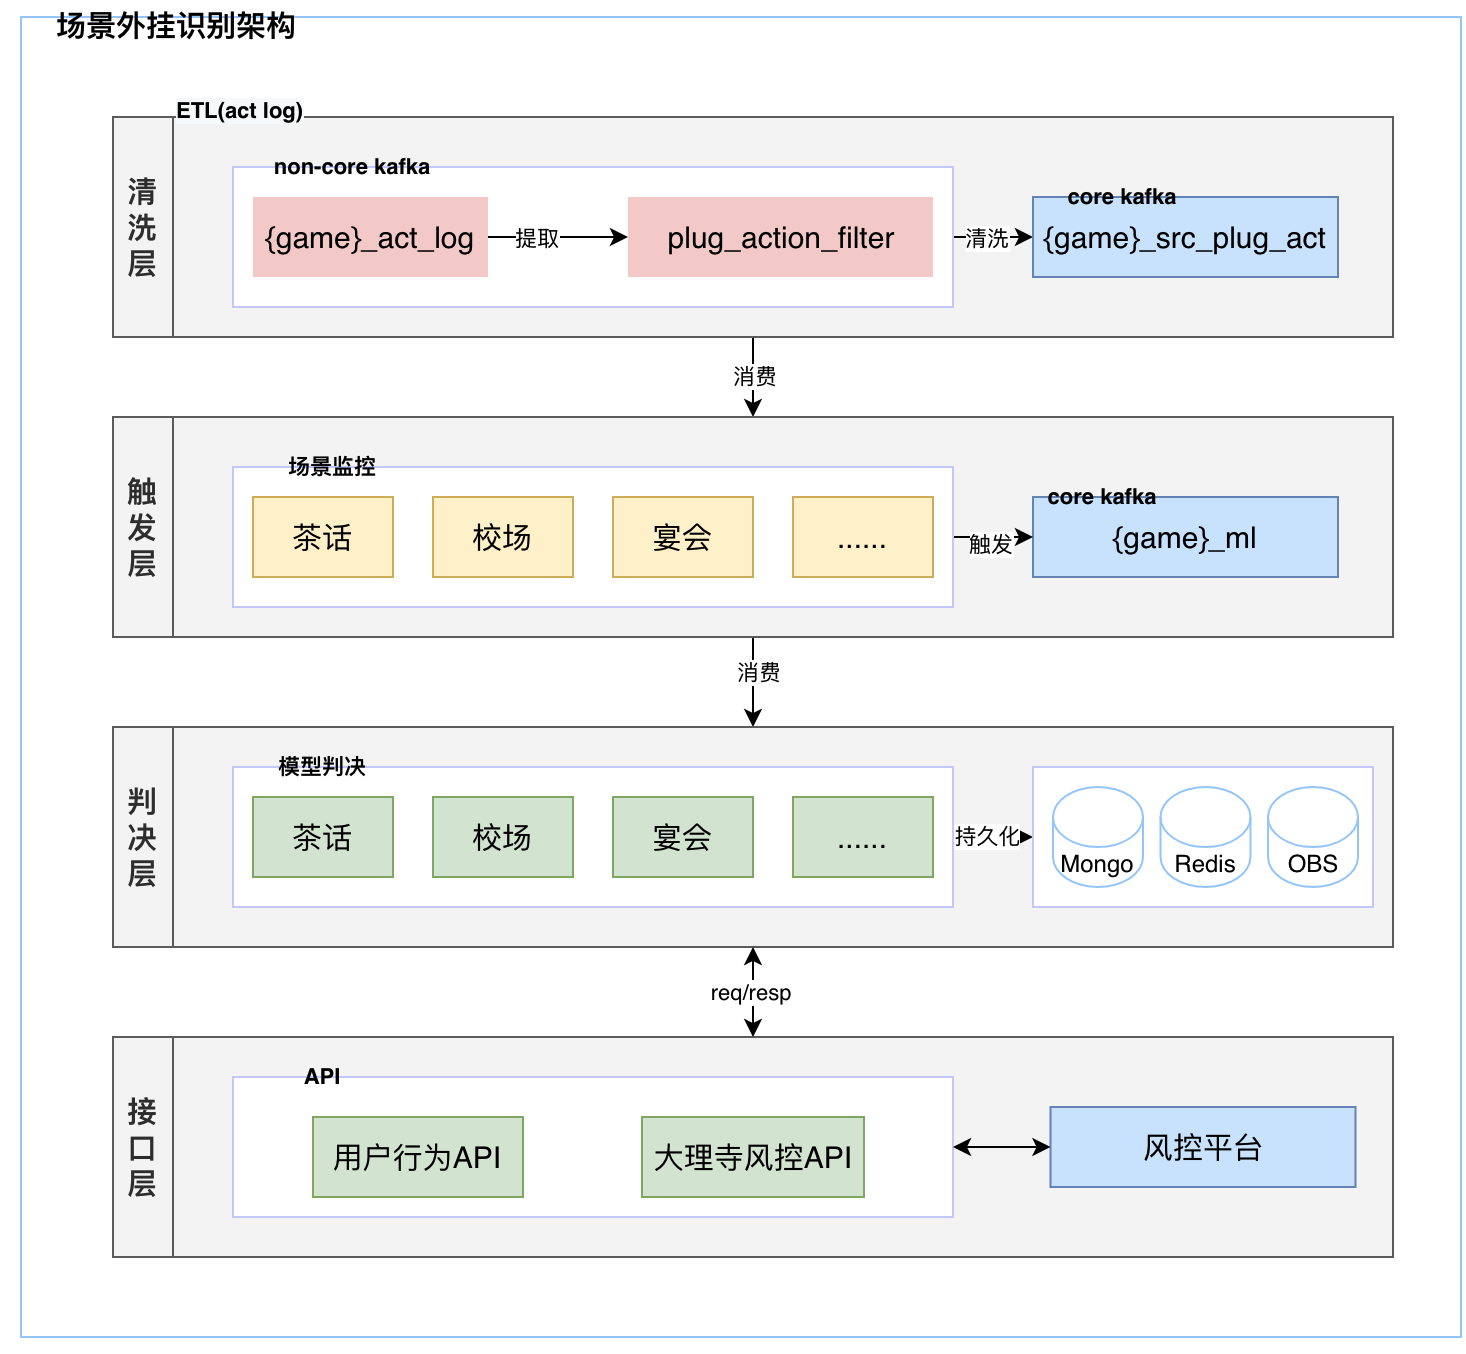 场景外挂识别架构
ETL(act log)
清洗层
non-core kafka
{game}_act_log
提取
plug_action_filter
清洗
core kafka
{game}_src_plug_act
消费
触发层
场景监控
茶话
校场
宴会
......
触发
core kafka
{game}_ml
消费
判决层
模型判决
茶话
校场
宴会
......
持久化
Mongo
Redis
OBS
req/resp
接口层
API
用户行为API
大理寺风控API
风控平台